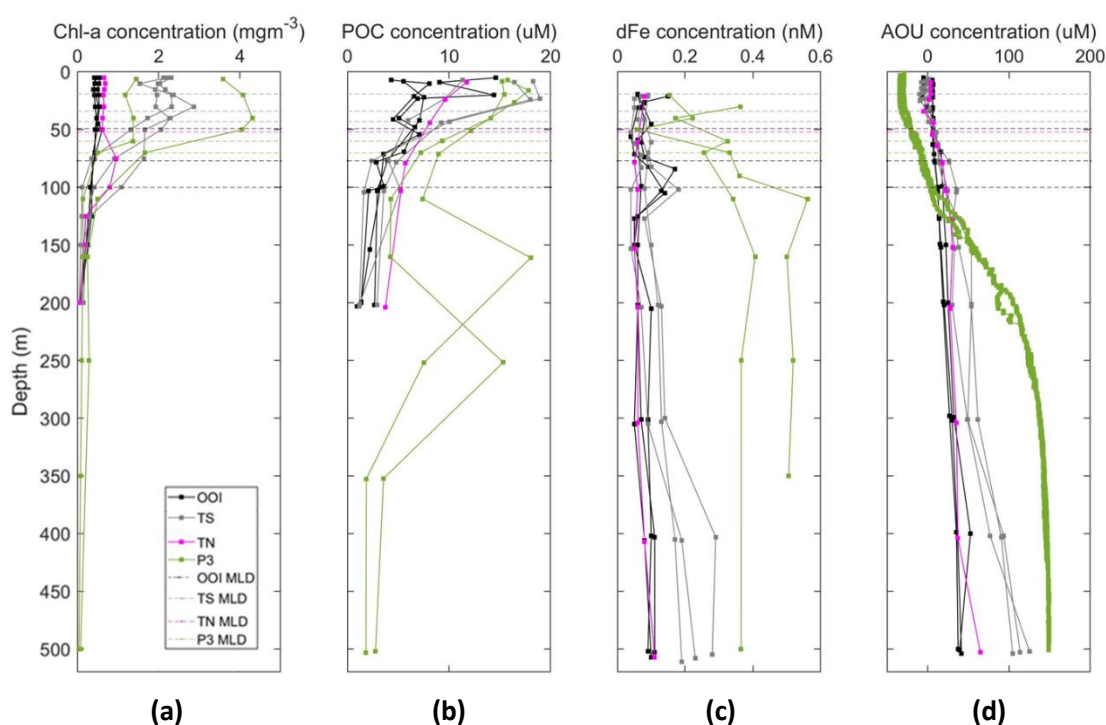 Chl-a concentration (mgm⁻³)
POC concentration (uM)
dFe concentration (nM)
AOU concentration (uM)
0 5
0 10 20
0 0.2 0.4 0.6
0 100 200
0
50
100
150
200
250
300
350
400
450
500
Depth (m)
OOI
TS
TN
P3
OOI MLD
TS MLD
TN MLD
P3 MLD
(a) (b) (c) (d)